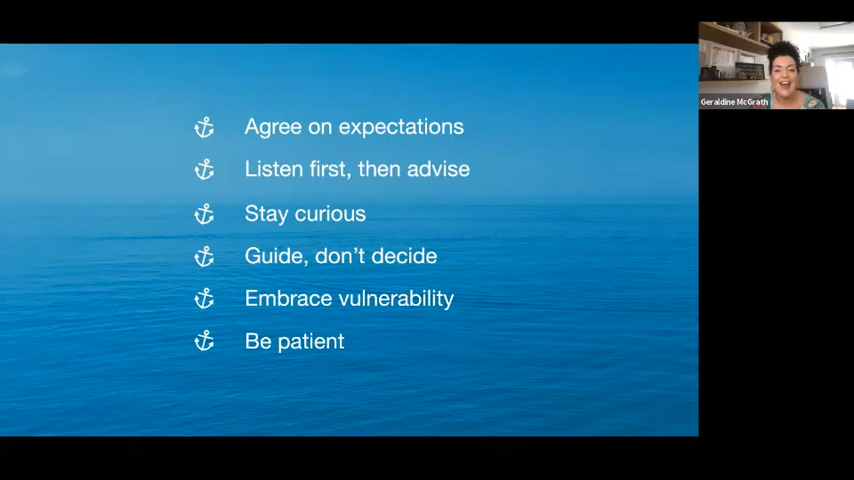 Agree on expectations
Listen first, then advise
Stay curious
Guide, don’t decide
Embrace vulnerability
Be patient
Geraldine McGrath